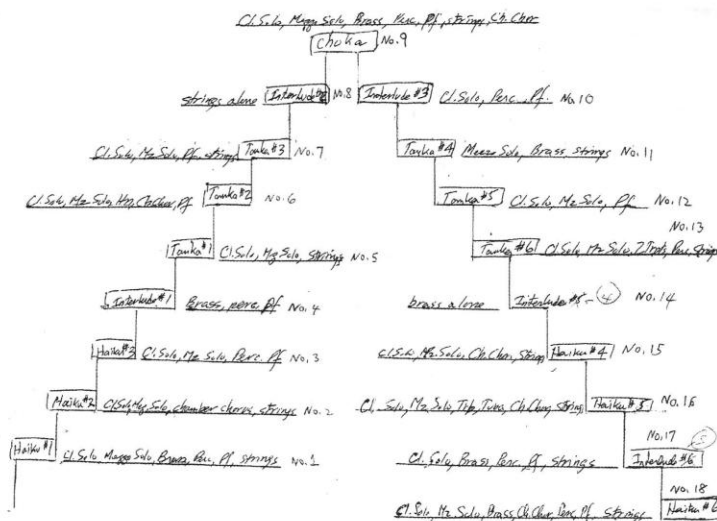 Cl. Solo, Mezzo Solo, Brass, Perc, Pf, strings, Ch. Chor
Choka No. 9
strings alone Interlude #2 No. 8 Interlude #3 Cl. Solo, Perc, Pf. No. 10
Cl. Solo, Mz Solo, Pf, strings Tanka #3 No. 7 Tanka #4 Mezzo Solo, Brass, strings No. 11
Cl. Solo, Mz Solo, Hn, Ch. Chor, Pf Tanka #2 No. 6 Tanka #5 Cl. Solo, Mz Solo, Pf No. 12
No. 13
Tanka #1 Cl. Solo, Mz Solo, strings No. 5 Tanka #6 Cl. Solo, Mz Solo, Perc, Strings
Interlude #1 Brass, perc, Pf No. 4 brass alone Interlude 4 No. 14
Haiku #3 Cl. Solo, Mz Solo, Perc, Pf No. 3 Cl. Solo, Mz Solo, Ch. Chor, Strings Haiku #4 No. 15
Haiku #2 Cl Solo, Mz Solo, chamber chorus, strings No. 2 Cl. Solo, Mz Solo, Trp, Tuba, Ch. Chor, Strings Haiku #5 No. 16
No. 17 5
Haiku #1 Cl. Solo Mezzo Solo, Brass, Perc, Pf, strings No. 1 Cl. Solo, Brass, Perc, Pf, strings Interlude #6
No. 18
Cl. Solo, Mz Solo, Brass, Ch. Chor, Perc, Pf, strings Haiku #6